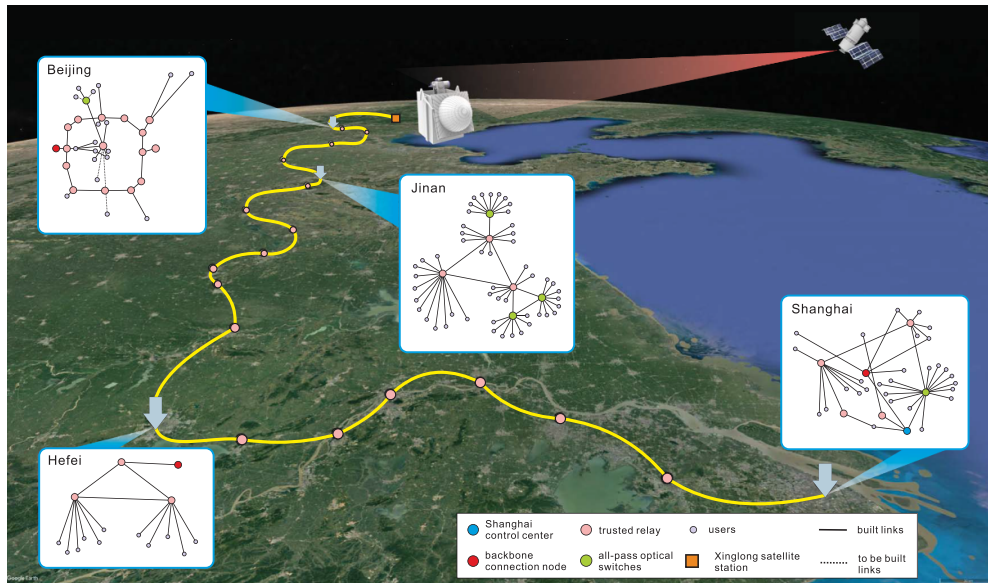 Beijing
Jinan
Shanghai
Hefei
Shanghai
control center
trusted relay
users
built links
backbone
connection node
all-pass optical
switches
Xinglong satellite
station
to be built
links
Google Earth